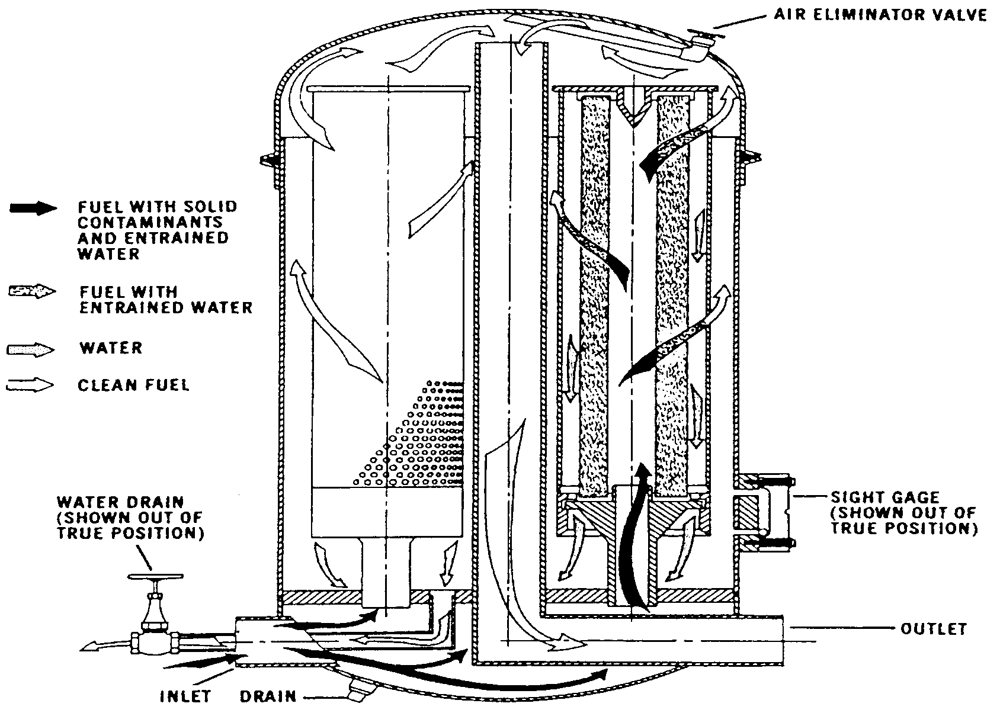 AIR ELIMINATOR VALVE
FUEL WITH SOLID
CONTAMINANTS
AND ENTRAINED
WATER
FUEL WITH
ENTRAINED WATER
WATER
CLEAN FUEL
WATER DRAIN
(SHOWN OUT OF
TRUE POSITION)
SIGHT GAGE
(SHOWN OUT OF
TRUE POSITION)
OUTLET
INLET
DRAIN